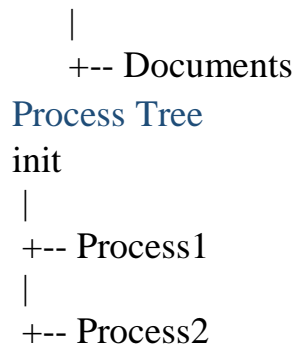 |
+-- Documents
Process Tree
init
|
+-- Process1
|
+-- Process2